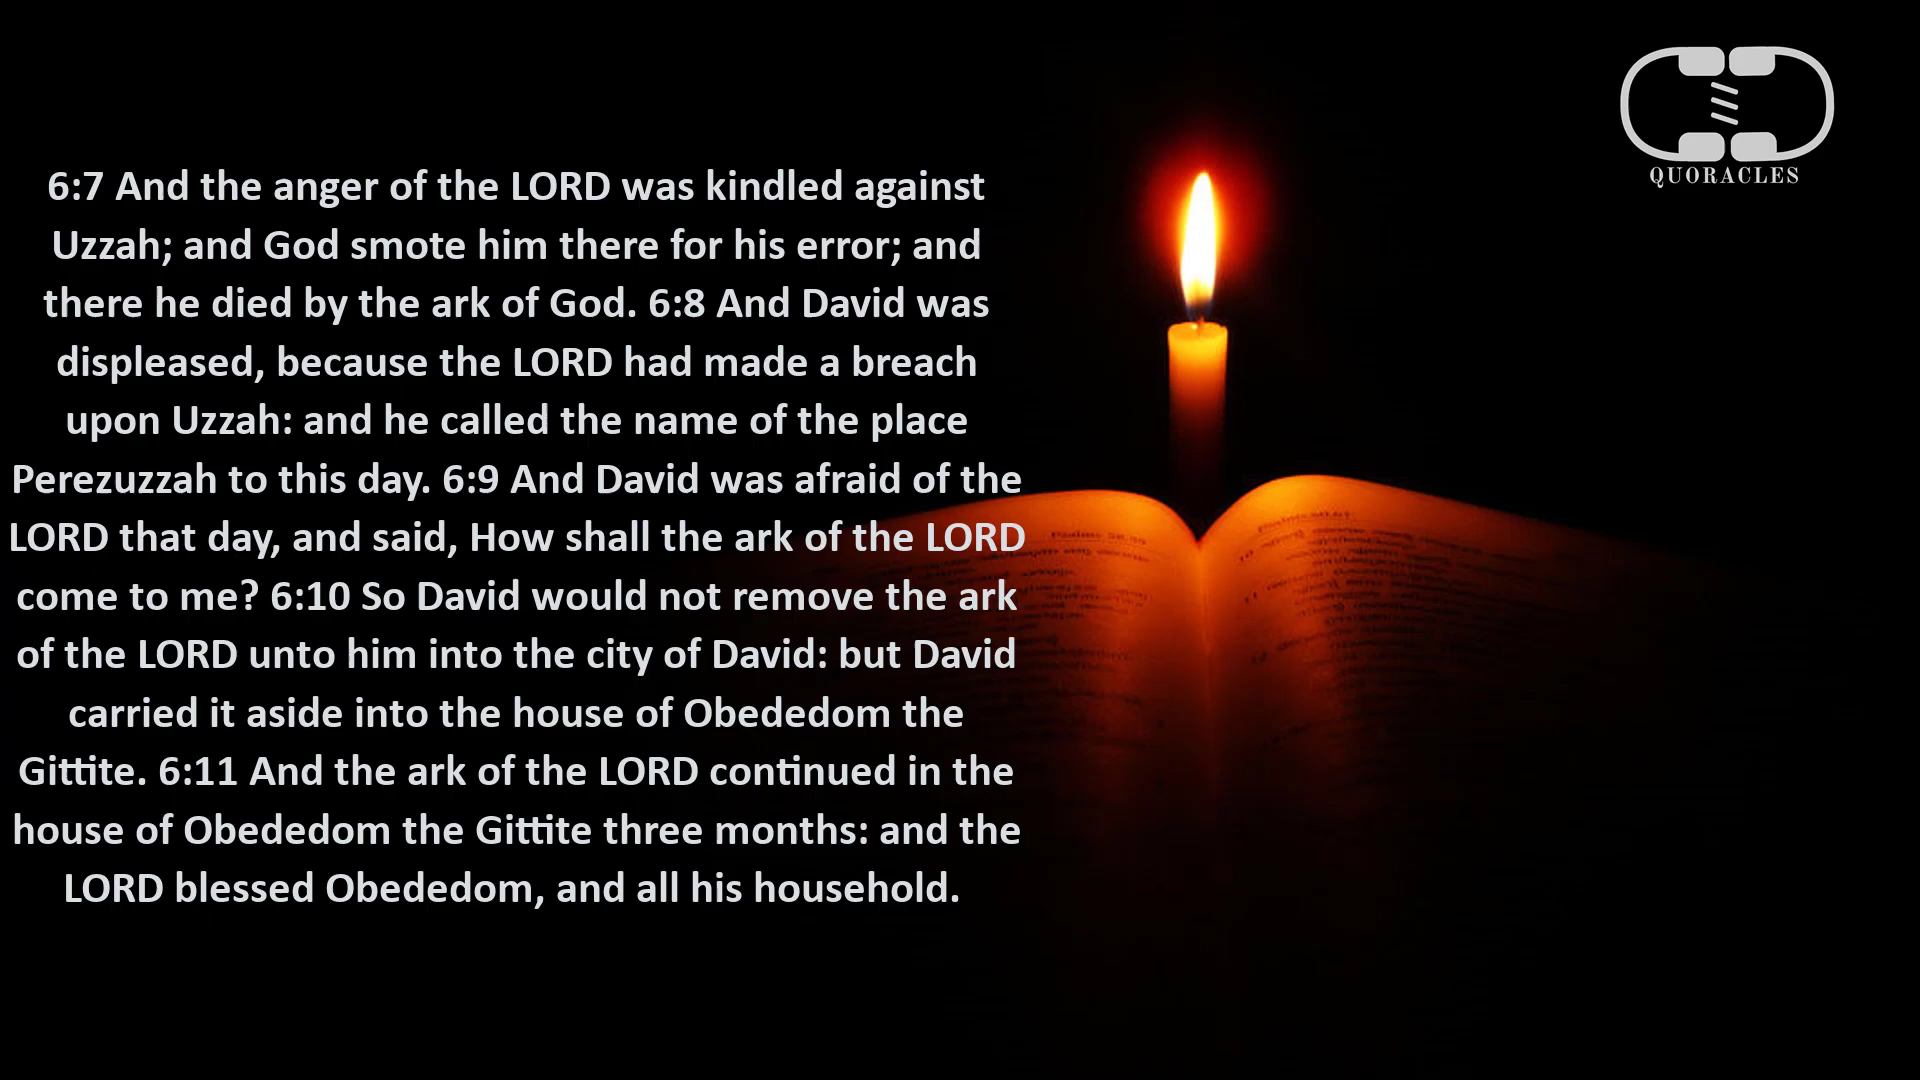 6:7 And the anger of the LORD was kindled against
Uzzah; and God smote him there for his error; and
there he died by the ark of God. 6:8 And David was
displeased, because the LORD had made a breach
upon Uzzah: and he called the name of the place
Perezuzzah to this day. 6:9 And David was afraid of the
LORD that day, and said, How shall the ark of the LORD
come to me? 6:10 So David would not remove the ark
of the LORD unto him into the city of David: but David
carried it aside into the house of Obededom the
Gittite. 6:11 And the ark of the LORD continued in the
house of Obededom the Gittite three months: and the
LORD blessed Obededom, and all his household.
QUORACLES